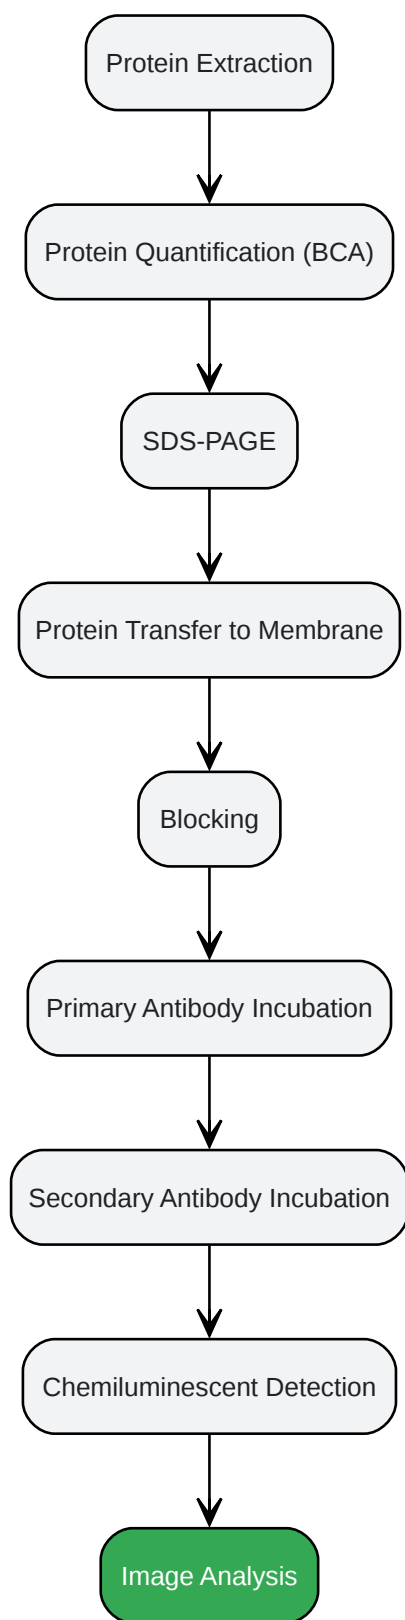 Protein Extraction
Protein Quantification (BCA)
SDS-PAGE
Protein Transfer to Membrane
Blocking
Primary Antibody Incubation
Secondary Antibody Incubation
Chemiluminescent Detection
Image Analysis